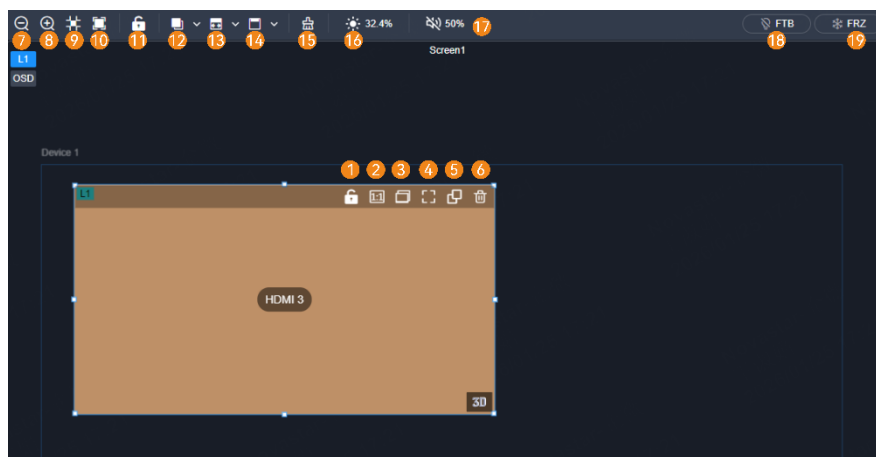 32.4% 50% FTB FRZ
7 8 9 10 11 12 13 14 15 16 17 18 19
Screen1
L1
OSD
Device 1
1 2 3 4 5 6
L1 1:1
HDMI 3
3D